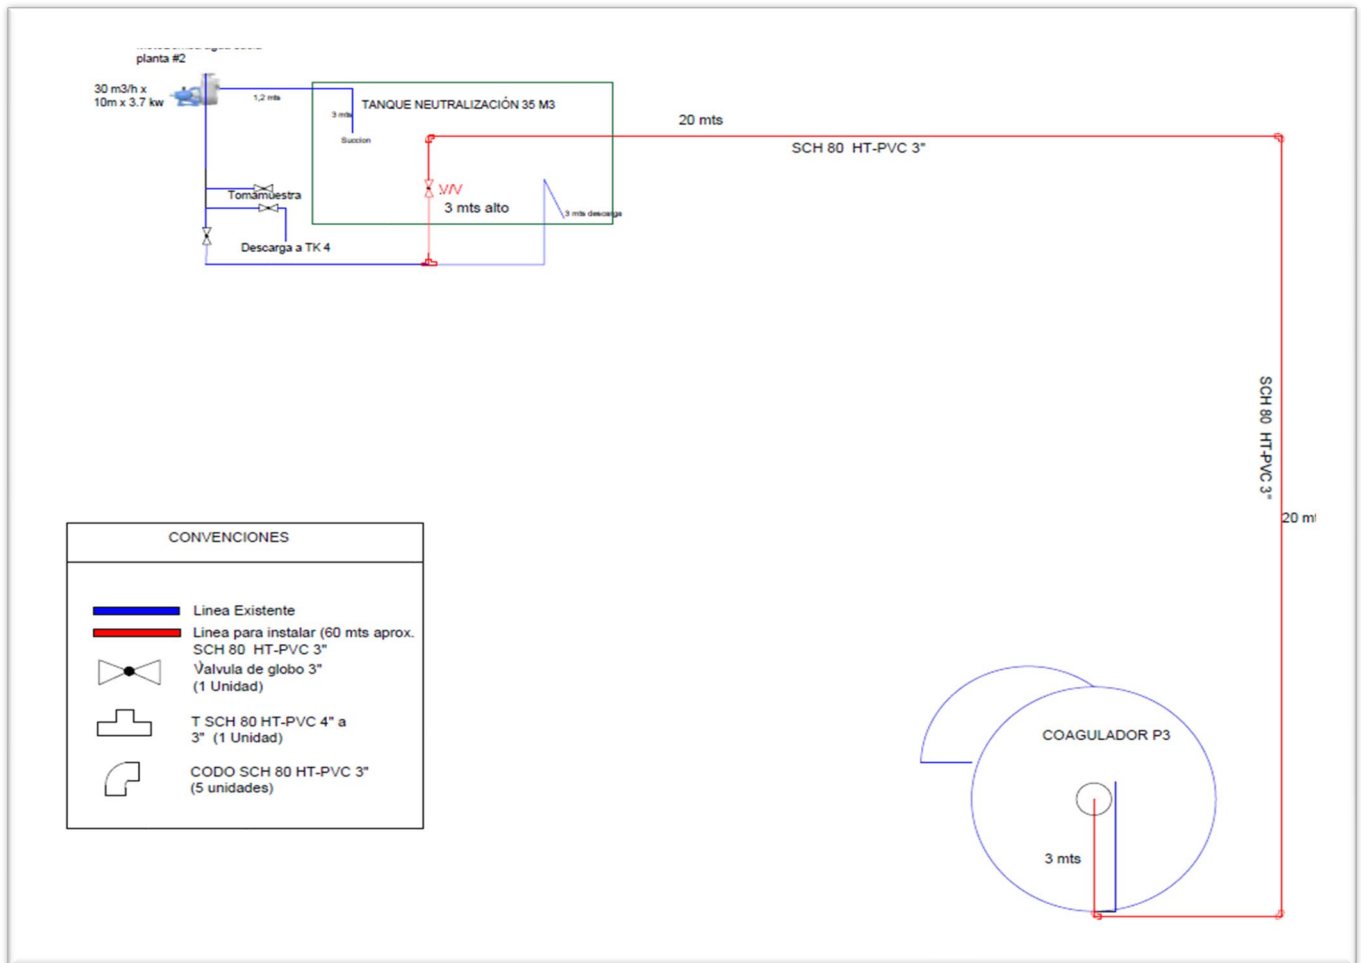 planta #2
30 m3/h x
10m x 3.7 kw
1,2 mts
3 mts
Succion
TANQUE NEUTRALIZACIÓN 35 M3
20 mts
SCH 80 HT-PVC 3"
V/V
3 mts alto
3 mts descarga
Tomamuestra
Descarga a TK 4
SCH 80 HT-PVC 3"
20 mt
CONVENCIONES
Linea Existente
Linea para instalar (60 mts aprox.
SCH 80 HT-PVC 3"
Valvula de globo 3"
(1 Unidad)
T SCH 80 HT-PVC 4" a
3" (1 Unidad)
CODO SCH 80 HT-PVC 3"
(5 unidades)
COAGULADOR P3
3 mts